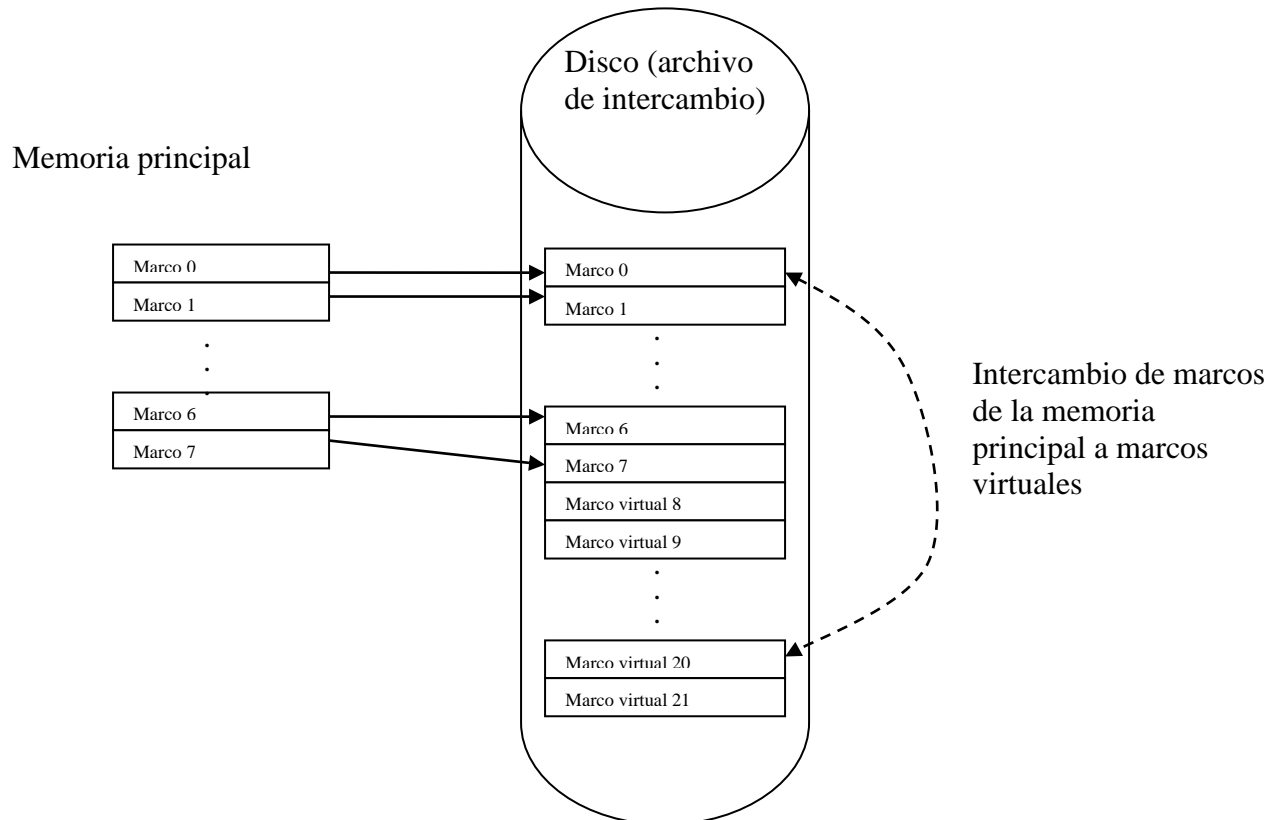 Disco (archivo
de intercambio)
Memoria principal
Marco 0
Marco 1
Marco 6
Marco 7
Marco 0
Marco 1
Marco 6
Marco 7
Marco virtual 8
Marco virtual 9
Marco virtual 20
Marco virtual 21
Intercambio de marcos
de la memoria
principal a marcos
virtuales